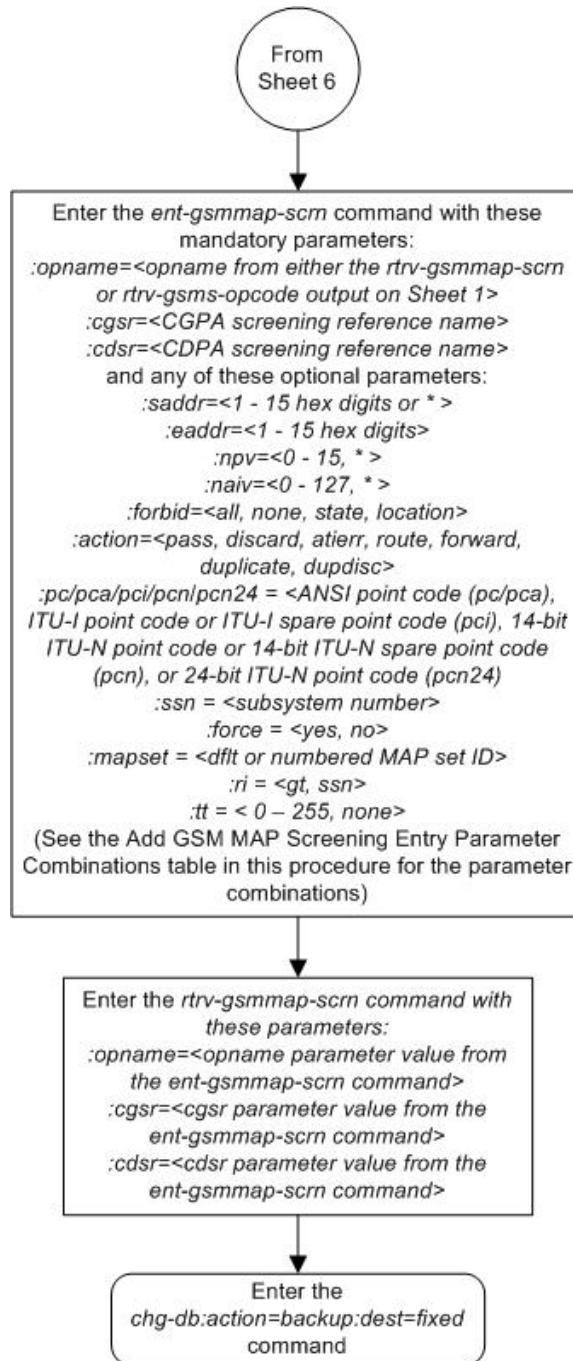 From
Sheet 6
Enter the ent-gsmmap-scrn command with these
mandatory parameters:
:opname=<opname from either the rtrv-gsmmap-scrn
or rtrv-gsms-opcode output on Sheet 1>
:cgsr=<CGPA screening reference name>
:cdsr=<CDPA screening reference name>
and any of these optional parameters:
:saddr=<1 - 15 hex digits or * >
:eaddr=<1 - 15 hex digits>
:npv=<0 - 15, * >
:naiv=<0 - 127, * >
:forbid=<all, none, state, location>
:action=<pass, discard, atierr, route, forward,
duplicate, dupdisc>
:pc/pca/pci/pcn/pcn24 = <ANSI point code (pc/pca),
ITU-I point code or ITU-I spare point code (pci), 14-bit
ITU-N point code or 14-bit ITU-N spare point code
(pcn), or 24-bit ITU-N point code (pcn24)
:ssn = <subsystem number>
:force = <yes, no>
:mapset = <dflt or numbered MAP set ID>
:ri = <gt, ssn>
:tt = < 0 – 255, none>
(See the Add GSM MAP Screening Entry Parameter
Combinations table in this procedure for the parameter
combinations)
Enter the rtrv-gsmmap-scrn command with
these parameters:
:opname=<opname parameter value from
the ent-gsmmap-scrn command>
:cgsr=<cgsr parameter value from the
ent-gsmmap-scrn command>
:cdsr=<cdsr parameter value from the
ent-gsmmap-scrn command>
Enter the
chg-db:action=backup:dest=fixed
command